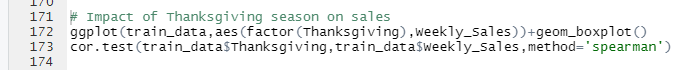 170
171 # Impact of Thanksgiving season on sales
172 ggplot(train_data,aes(factor(Thanksgiving),Weekly_Sales))+geom_boxplot()
173 cor.test(train_data$Thanksgiving,train_data$Weekly_Sales,method='spearman')
174